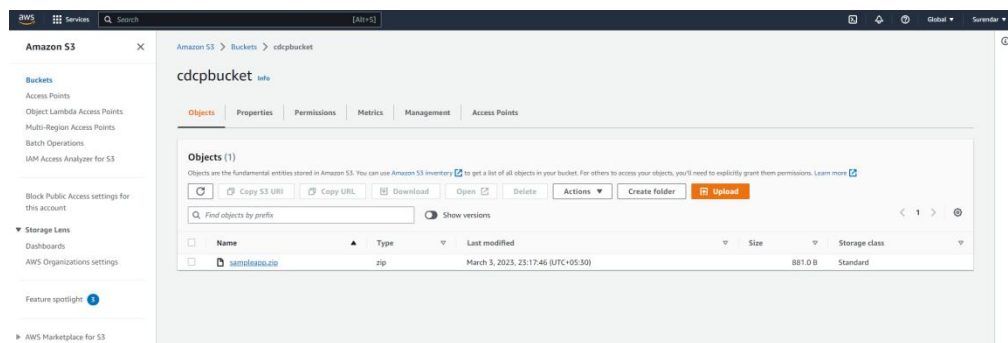 aws Services Search [Alt+S] Global Surendar
Amazon S3
Buckets
Access Points
Object Lambda Access Points
Multi-Region Access Points
Batch Operations
IAM Access Analyzer for S3
Block Public Access settings for
this account
Storage Lens
Dashboards
AWS Organizations settings
Feature spotlight 3
AWS Marketplace for S3
Amazon S3 > Buckets > cdcpbucket
cdcpbucket Info
Objects Properties Permissions Metrics Management Access Points
Objects (1)
Objects are the fundamental entities stored in Amazon S3. You can use Amazon S3 inventory to get a list of all objects in your bucket. For others to access your objects, you'll need to explicitly grant them permissions. Learn more
Copy S3 URI Copy URL Download Open Delete Actions Create folder Upload
Find objects by prefix Show versions < 1 >
Name Type Last modified Size Storage class
sampleapp.zip zip March 3, 2023, 23:17:46 (UTC+05:30) 881.0 B Standard